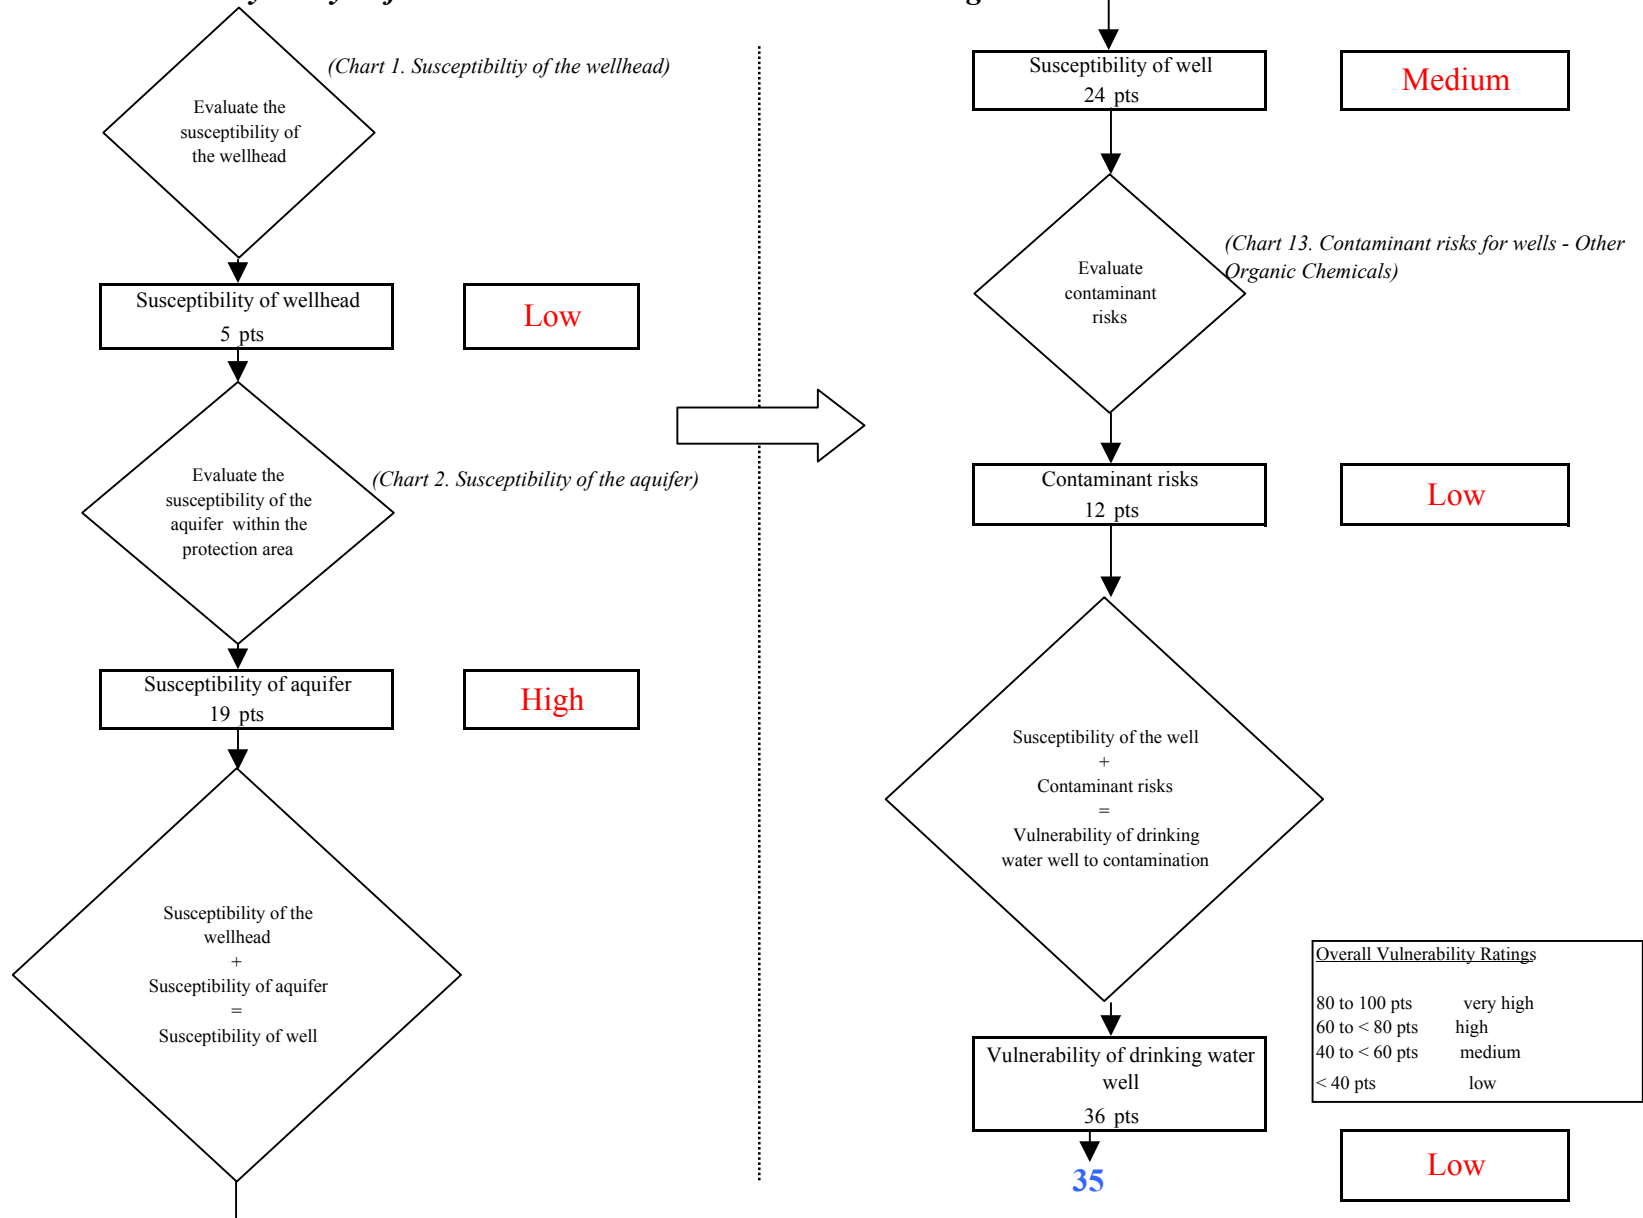 (Chart 1. Susceptibiltiy of the wellhead)
Evaluate the
susceptibility of
the wellhead
Susceptibility of wellhead
5 pts
Low
Evaluate the
susceptibility of the
aquifer within the
protection area
(Chart 2. Susceptibility of the aquifer)
Susceptibility of aquifer
19 pts
High
Susceptibility of the
wellhead
+
Susceptibility of aquifer
=
Susceptibility of well
Susceptibility of well
24 pts
Medium
(Chart 13. Contaminant risks for wells - Other
Organic Chemicals)
Evaluate
contaminant
risks
Contaminant risks
12 pts
Low
Susceptibility of the well
+
Contaminant risks
=
Vulnerability of drinking
water well to contamination
Overall Vulnerability Ratings
80 to 100 pts very high
60 to < 80 pts high
40 to < 60 pts medium
< 40 pts low
Vulnerability of drinking water
well
36 pts
35
Low